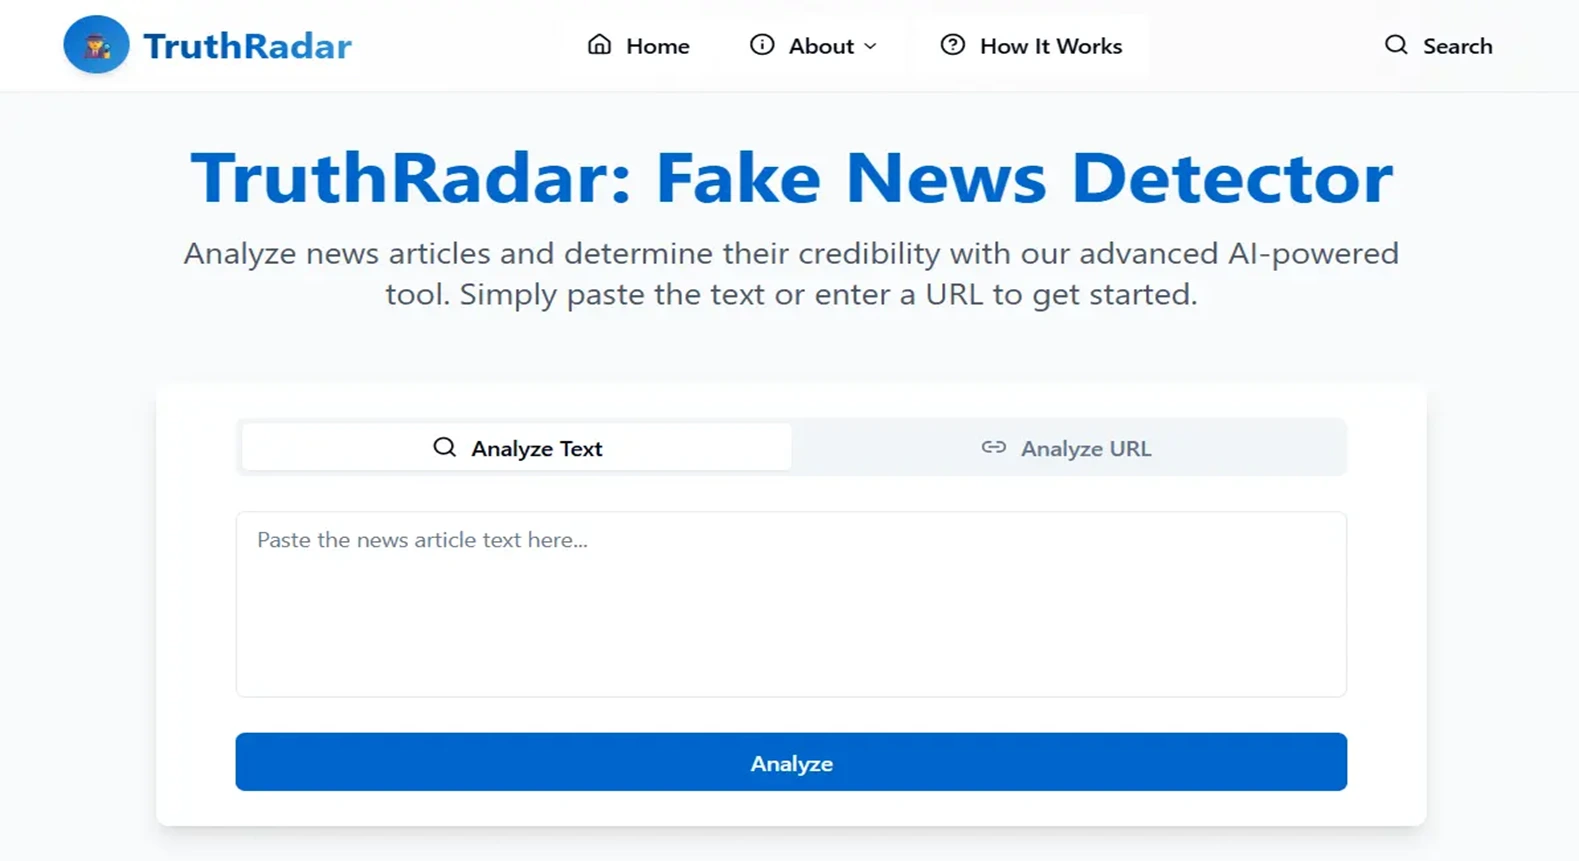 TruthRadar
Home
About
How It Works
Search
TruthRadar: Fake News Detector
Analyze news articles and determine their credibility with our advanced AI-powered
tool. Simply paste the text or enter a URL to get started.
Analyze Text
Analyze URL
Paste the news article text here...
Analyze